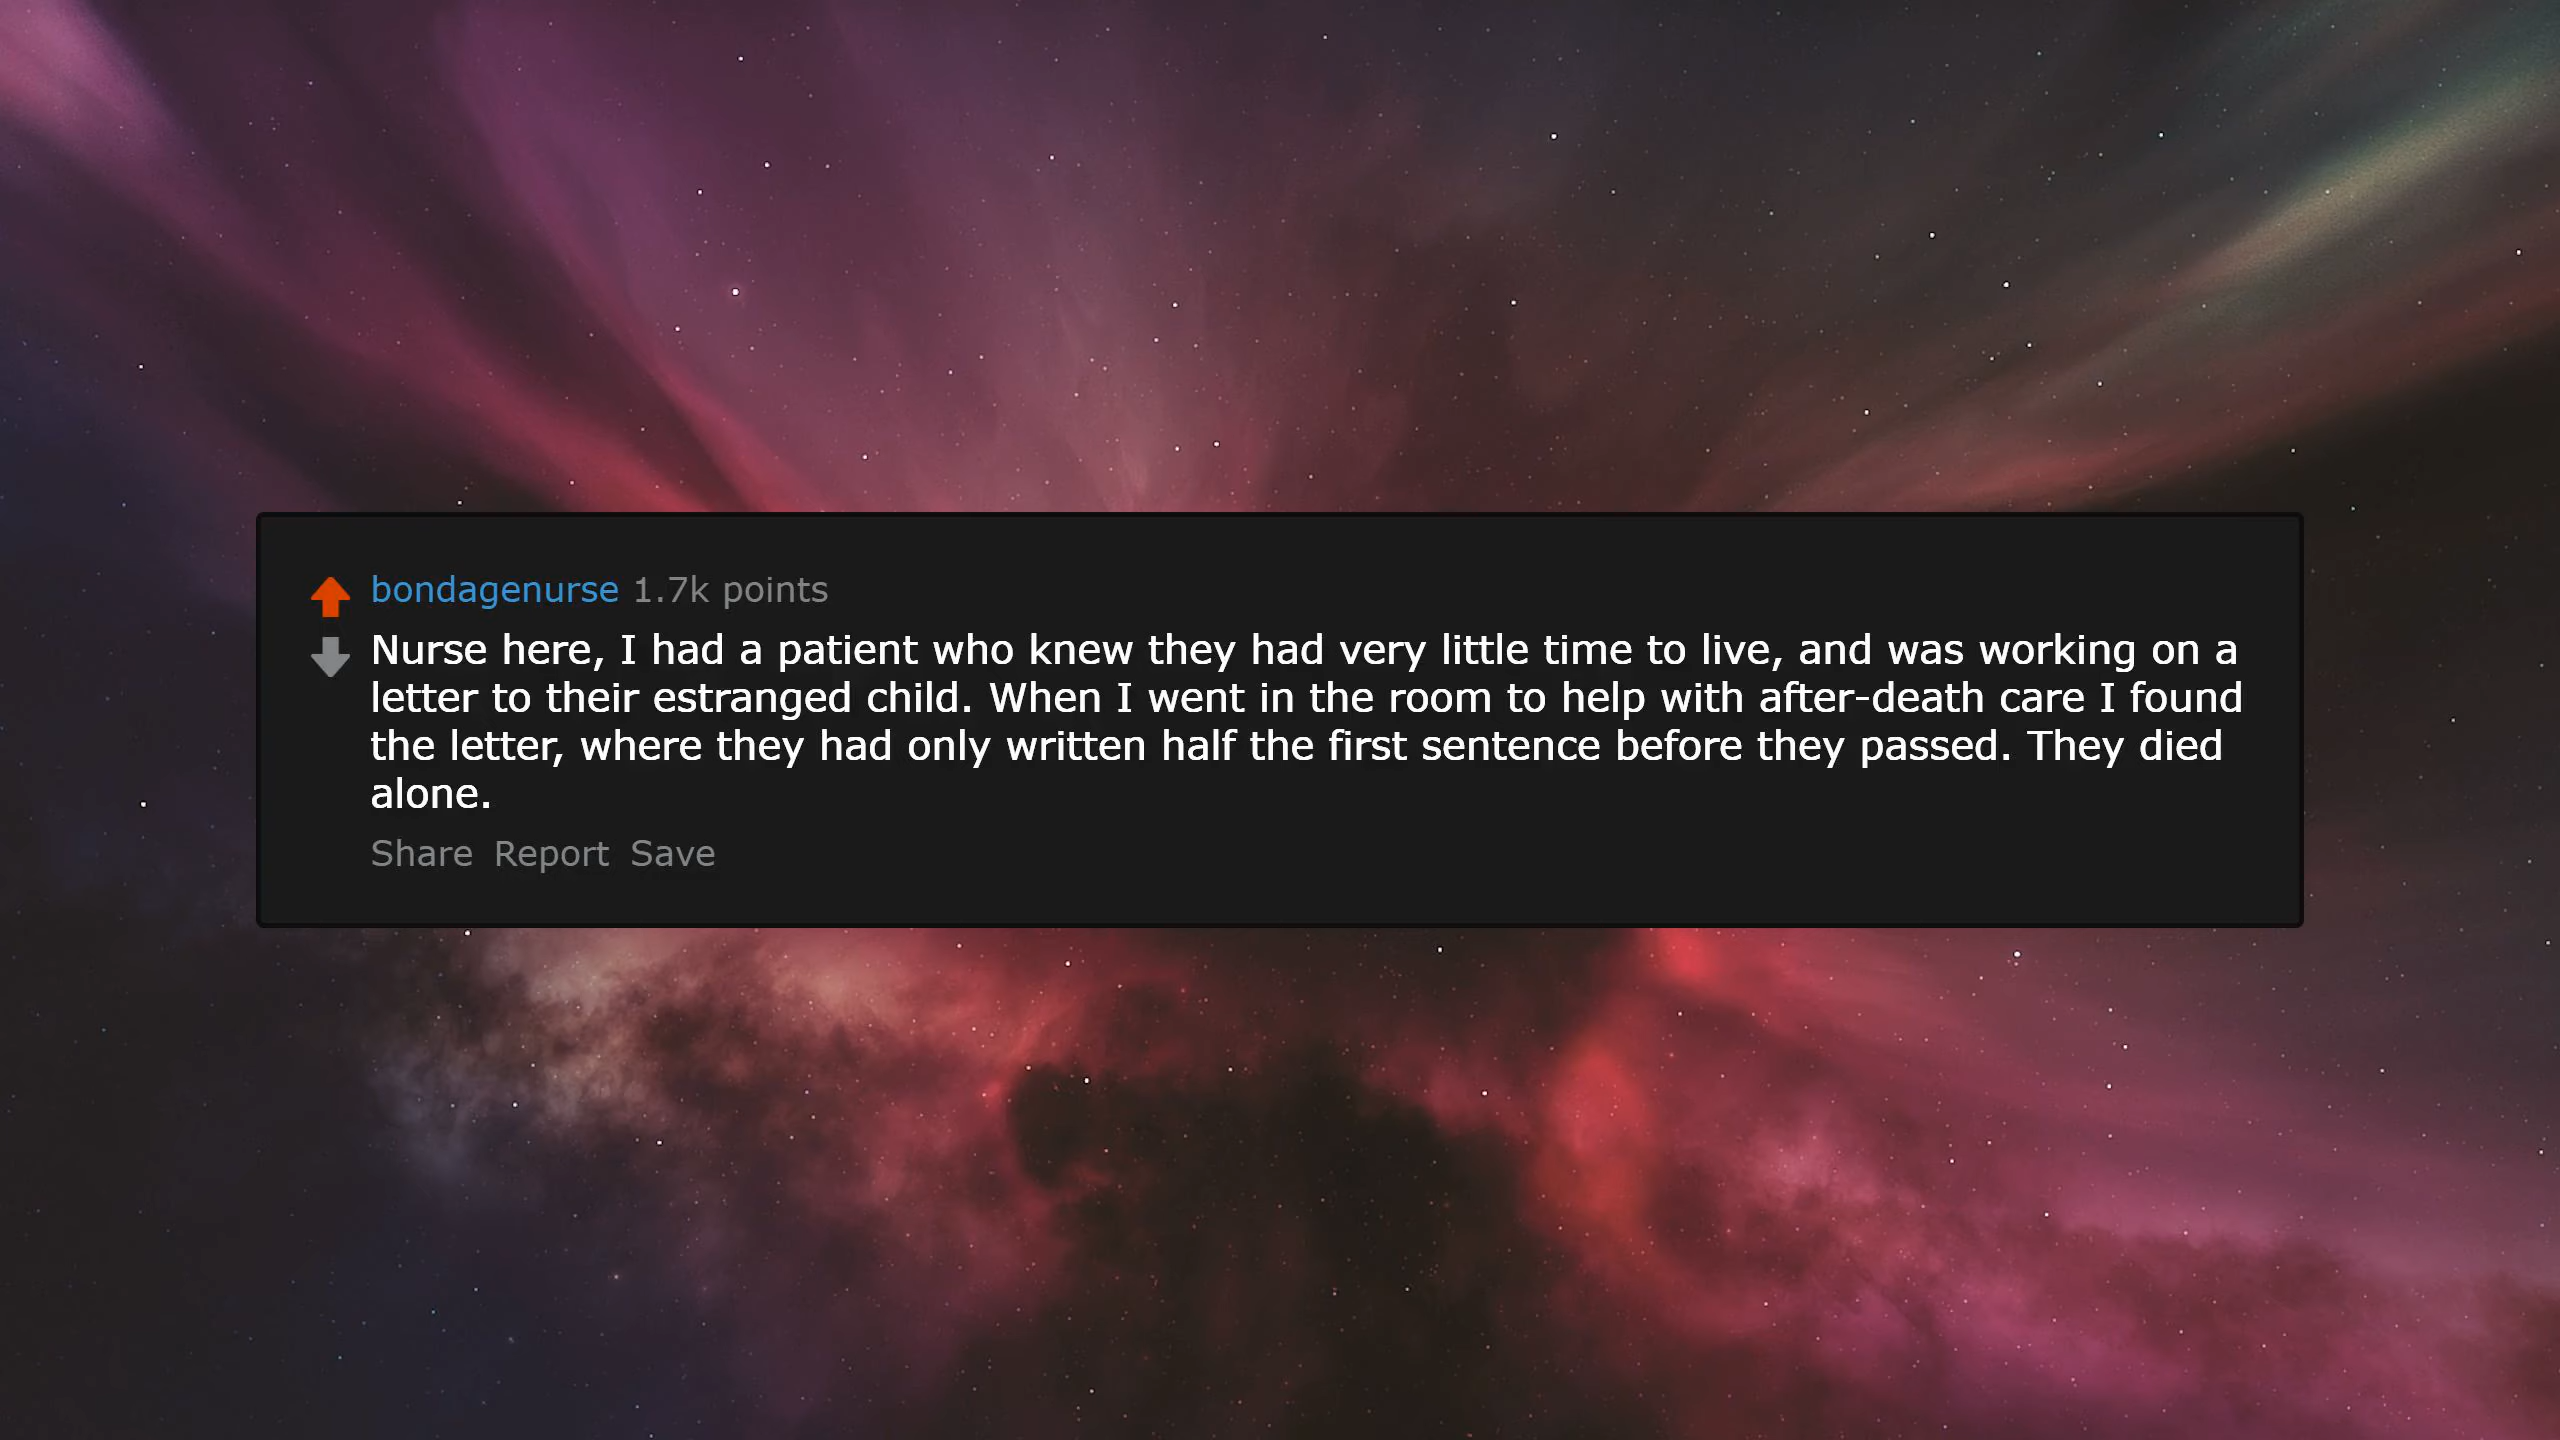 bondagenurse 1.7k points
Nurse here, I had a patient who knew they had very little time to live, and was working on a
letter to their estranged child. When I went in the room to help with after-death care I found
the letter, where they had only written half the first sentence before they passed. They died
alone.
Share Report Save